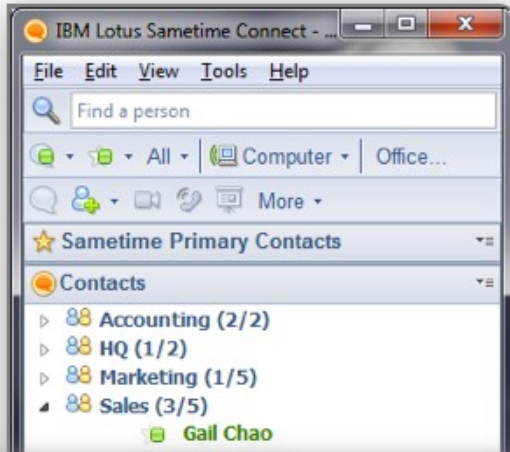 IBM Lotus Sametime Connect - ...
File Edit View Tools Help
Find a person
All Computer Office...
More
Sametime Primary Contacts
Contacts
Accounting (2/2)
HQ (1/2)
Marketing (1/5)
Sales (3/5)
Gail Chao